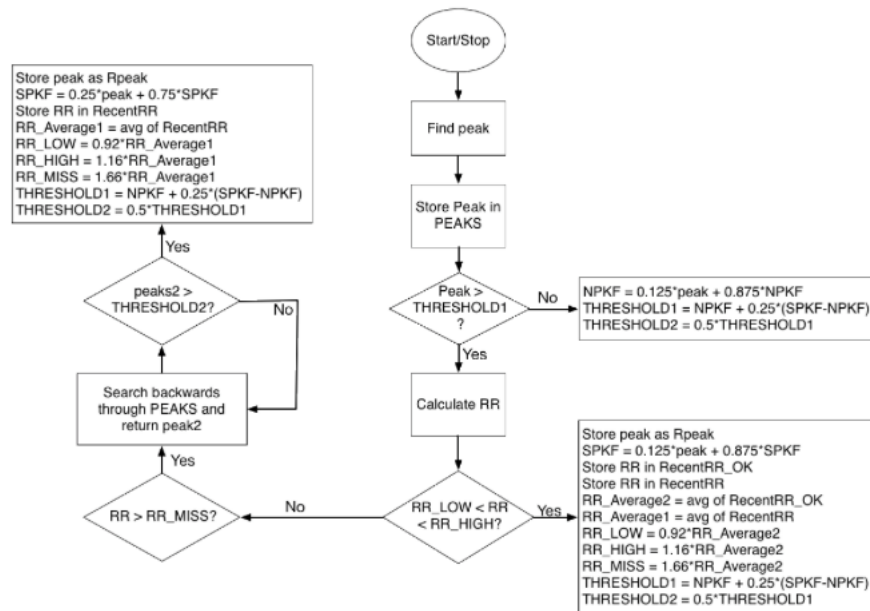 Start/Stop
Find peak
Store Peak in
PEAKS
Peak >
THRESHOLD1
?
No
NPKF = 0.125*peak + 0.875*NPKF
THRESHOLD1 = NPKF + 0.25*(SPKF-NPKF)
THRESHOLD2 = 0.5*THRESHOLD1
Yes
Calculate RR
RR_LOW < RR
< RR_HIGH?
Yes
Store peak as Rpeak
SPKF = 0.125*peak + 0.875*SPKF
Store RR in RecentRR_OK
Store RR in RecentRR
RR_Average2 = avg of RecentRR_OK
RR_Average1 = avg of RecentRR
RR_LOW = 0.92*RR_Average2
RR_HIGH = 1.16*RR_Average2
RR_MISS = 1.66*RR_Average2
THRESHOLD1 = NPKF + 0.25*(SPKF-NPKF)
THRESHOLD2 = 0.5*THRESHOLD1
No
RR > RR_MISS?
Yes
Search backwards
through PEAKS and
return peak2
peaks2 >
THRESHOLD2?
No
Yes
Store peak as Rpeak
SPKF = 0.25*peak + 0.75*SPKF
Store RR in RecentRR
RR_Average1 = avg of RecentRR
RR_LOW = 0.92*RR_Average1
RR_HIGH = 1.16*RR_Average1
RR_MISS = 1.66*RR_Average1
THRESHOLD1 = NPKF + 0.25*(SPKF-NPKF)
THRESHOLD2 = 0.5*THRESHOLD1